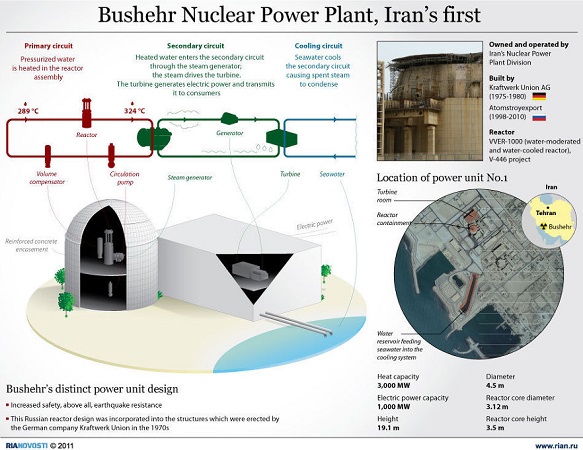 Bushehr Nuclear Power Plant, Iran's first
Primary circuit
Pressurized water
is heated in the reactor
assembly
Secondary circuit
Heated water enters the secondary circuit
through the steam generator;
the steam drives the turbine.
The turbine generates electric power and transmits
it to consumers
Cooling circuit
Seawater cools
the secondary circuit
causing spent steam
to condense
289 °C
324 °C
Reactor
Generator
Volume
compensator
Circulation
pump
Steam generator
Turbine
Seawater
Reinforced concrete
encasement
Electric power
Bushehr's distinct power unit design
Increased safety, above all, earthquake resistance
This Russian reactor design was incorporated into the structures which were erected by
the German company Kraftwerk Union in the 1970s
Owned and operated by
Iran's Nuclear Power
Plant Division
Built by
Kraftwerk Union AG
(1975-1980)
Atomstroyexport
(1998-2010)
Reactor
VVER-1000 (water-moderated
and water-cooled reactor),
V-446 project
Location of power unit No.1
Turbine
room
Reactor
containment
Iran
Tehran
Bushehr
Water
reservoir feeding
seawater into the
cooling system
Heat capacity
3,000 MW
Electric power capacity
1,000 MW
Height
19.1 m
Diameter
4.5 m
Reactor core diameter
3.12 m
Reactor core height
3.5 m
RIANOVOSTI © 2011
www.rian.ru